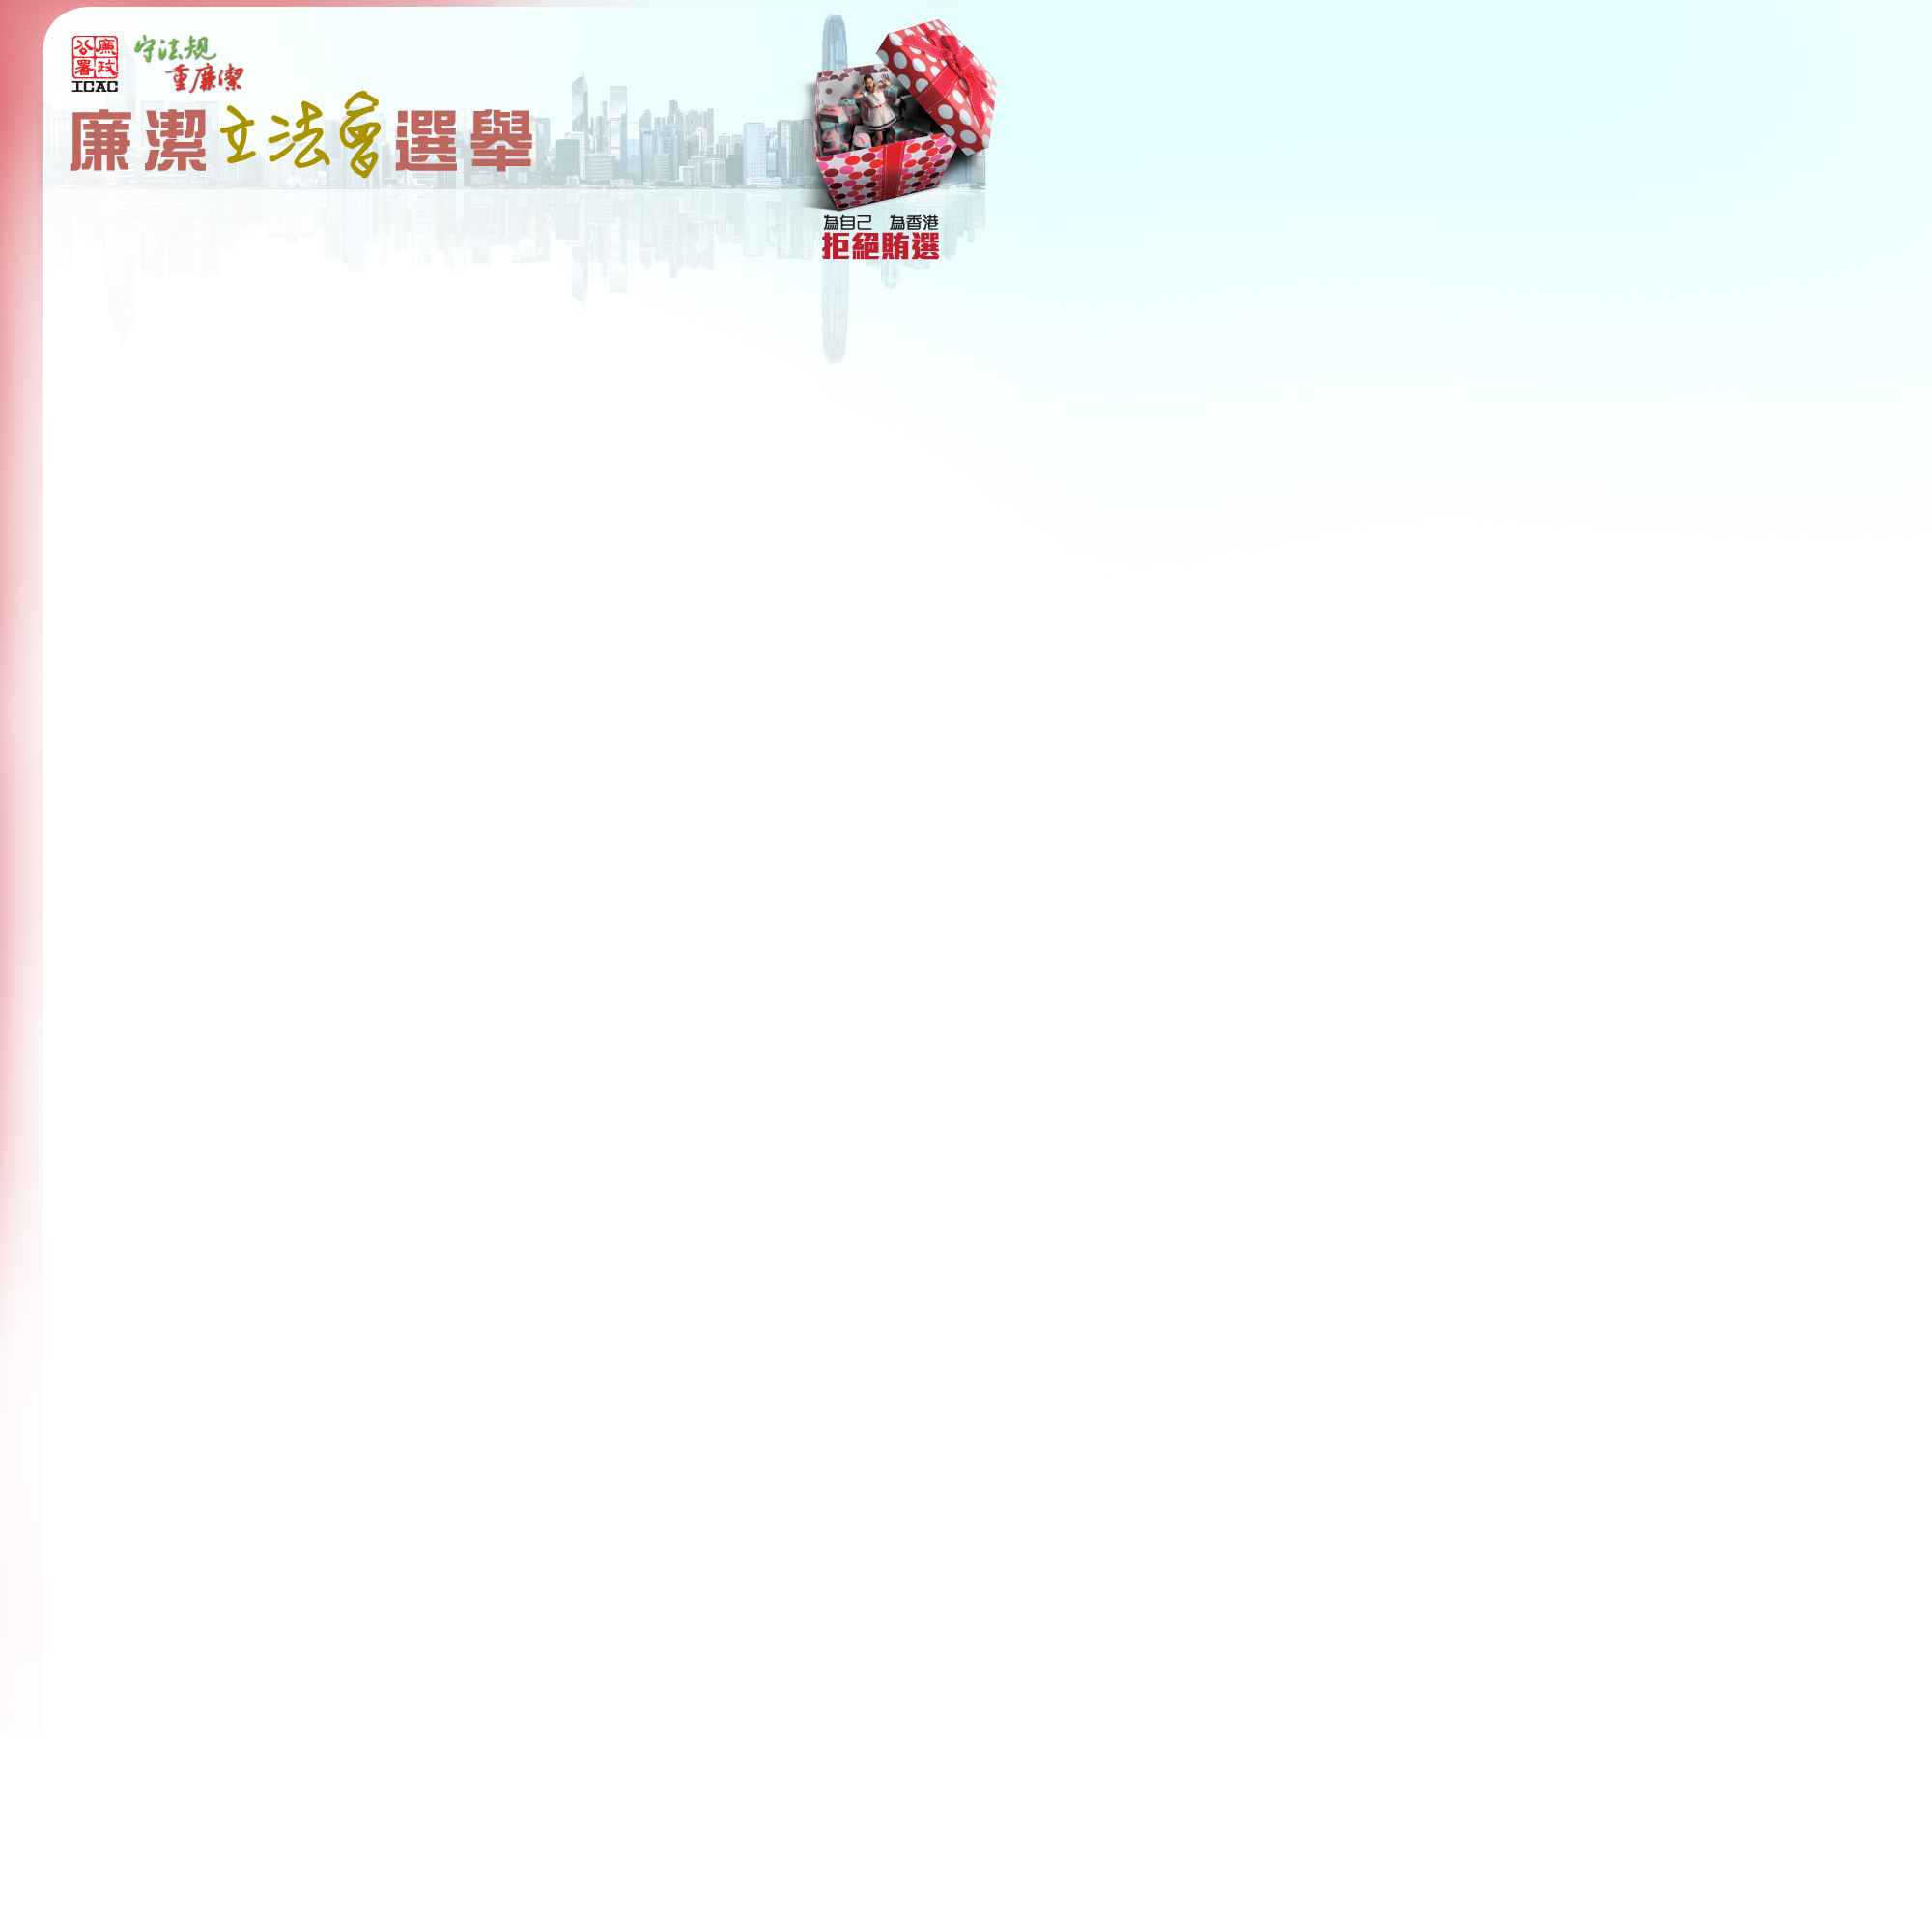 廉政公署
ICAC
守法規
重廉潔
廉潔立法會選舉
為自己 為香港
拒絕賄選